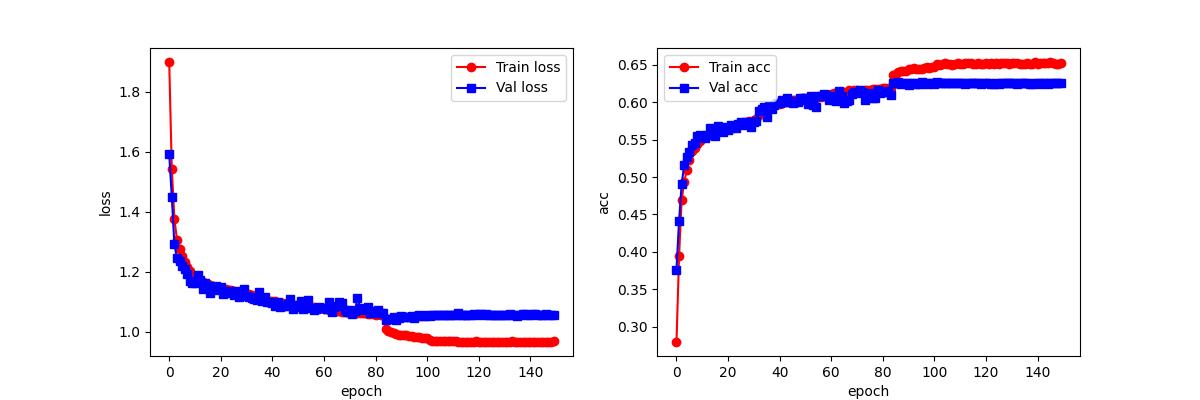 Train loss
Val loss
1.8
1.6
1.4
1.2
1.0
loss
0 20 40 60 80 100 120 140
epoch
Train acc
Val acc
0.65
0.60
0.55
0.50
0.45
0.40
0.35
0.30
acc
0 20 40 60 80 100 120 140
epoch